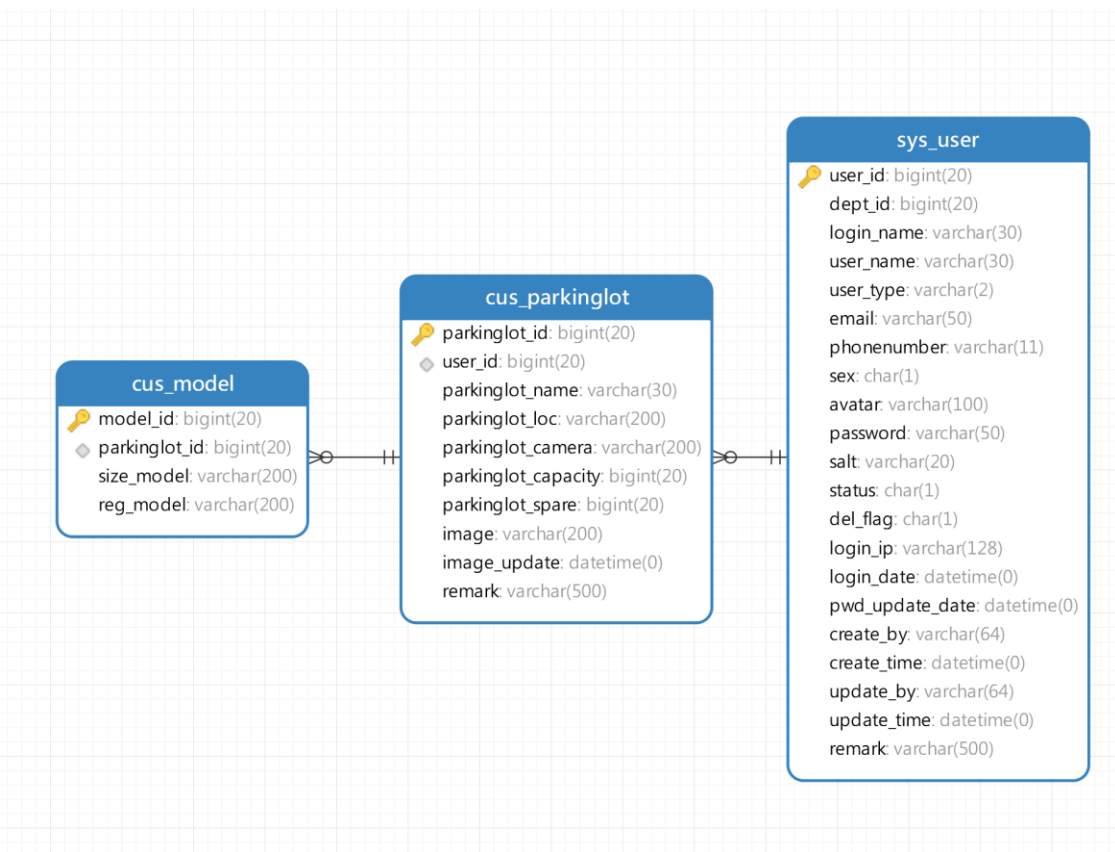 cus_model
model_id: bigint(20)
parkinglot_id: bigint(20)
size_model: varchar(200)
reg_model: varchar(200)
cus_parkinglot
parkinglot_id: bigint(20)
user_id: bigint(20)
parkinglot_name: varchar(30)
parkinglot_loc: varchar(200)
parkinglot_camera: varchar(200)
parkinglot_capacity: bigint(20)
parkinglot_spare: bigint(20)
image: varchar(200)
image_update: datetime(0)
remark: varchar(500)
sys_user
user_id: bigint(20)
dept_id: bigint(20)
login_name: varchar(30)
user_name: varchar(30)
user_type: varchar(2)
email: varchar(50)
phonenumber: varchar(11)
sex: char(1)
avatar: varchar(100)
password: varchar(50)
salt: varchar(20)
status: char(1)
del_flag: char(1)
login_ip: varchar(128)
login_date: datetime(0)
pwd_update_date: datetime(0)
create_by: varchar(64)
create_time: datetime(0)
update_by: varchar(64)
update_time: datetime(0)
remark: varchar(500)